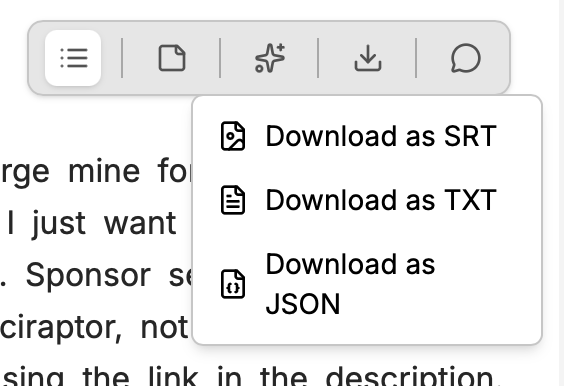 Download as SRT
rge mine for
Download as TXT
I just want
Download as
JSON
. Sponsor se
ciraptor, not
sing the link in the description.